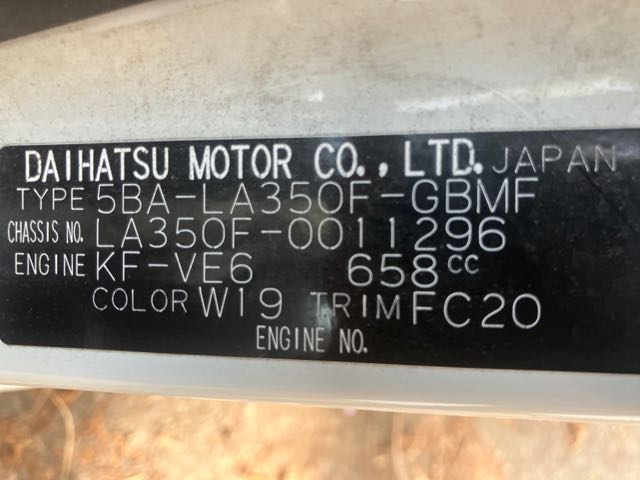 DAIHATSU MOTOR CO., LTD. JAPAN
TYPE 5BA-LA350F-GBMF
CHASSIS NO. LA350F-0011296
ENGINE KF-VE6 658cc
COLOR W19 TRIM FC20
ENGINE NO.